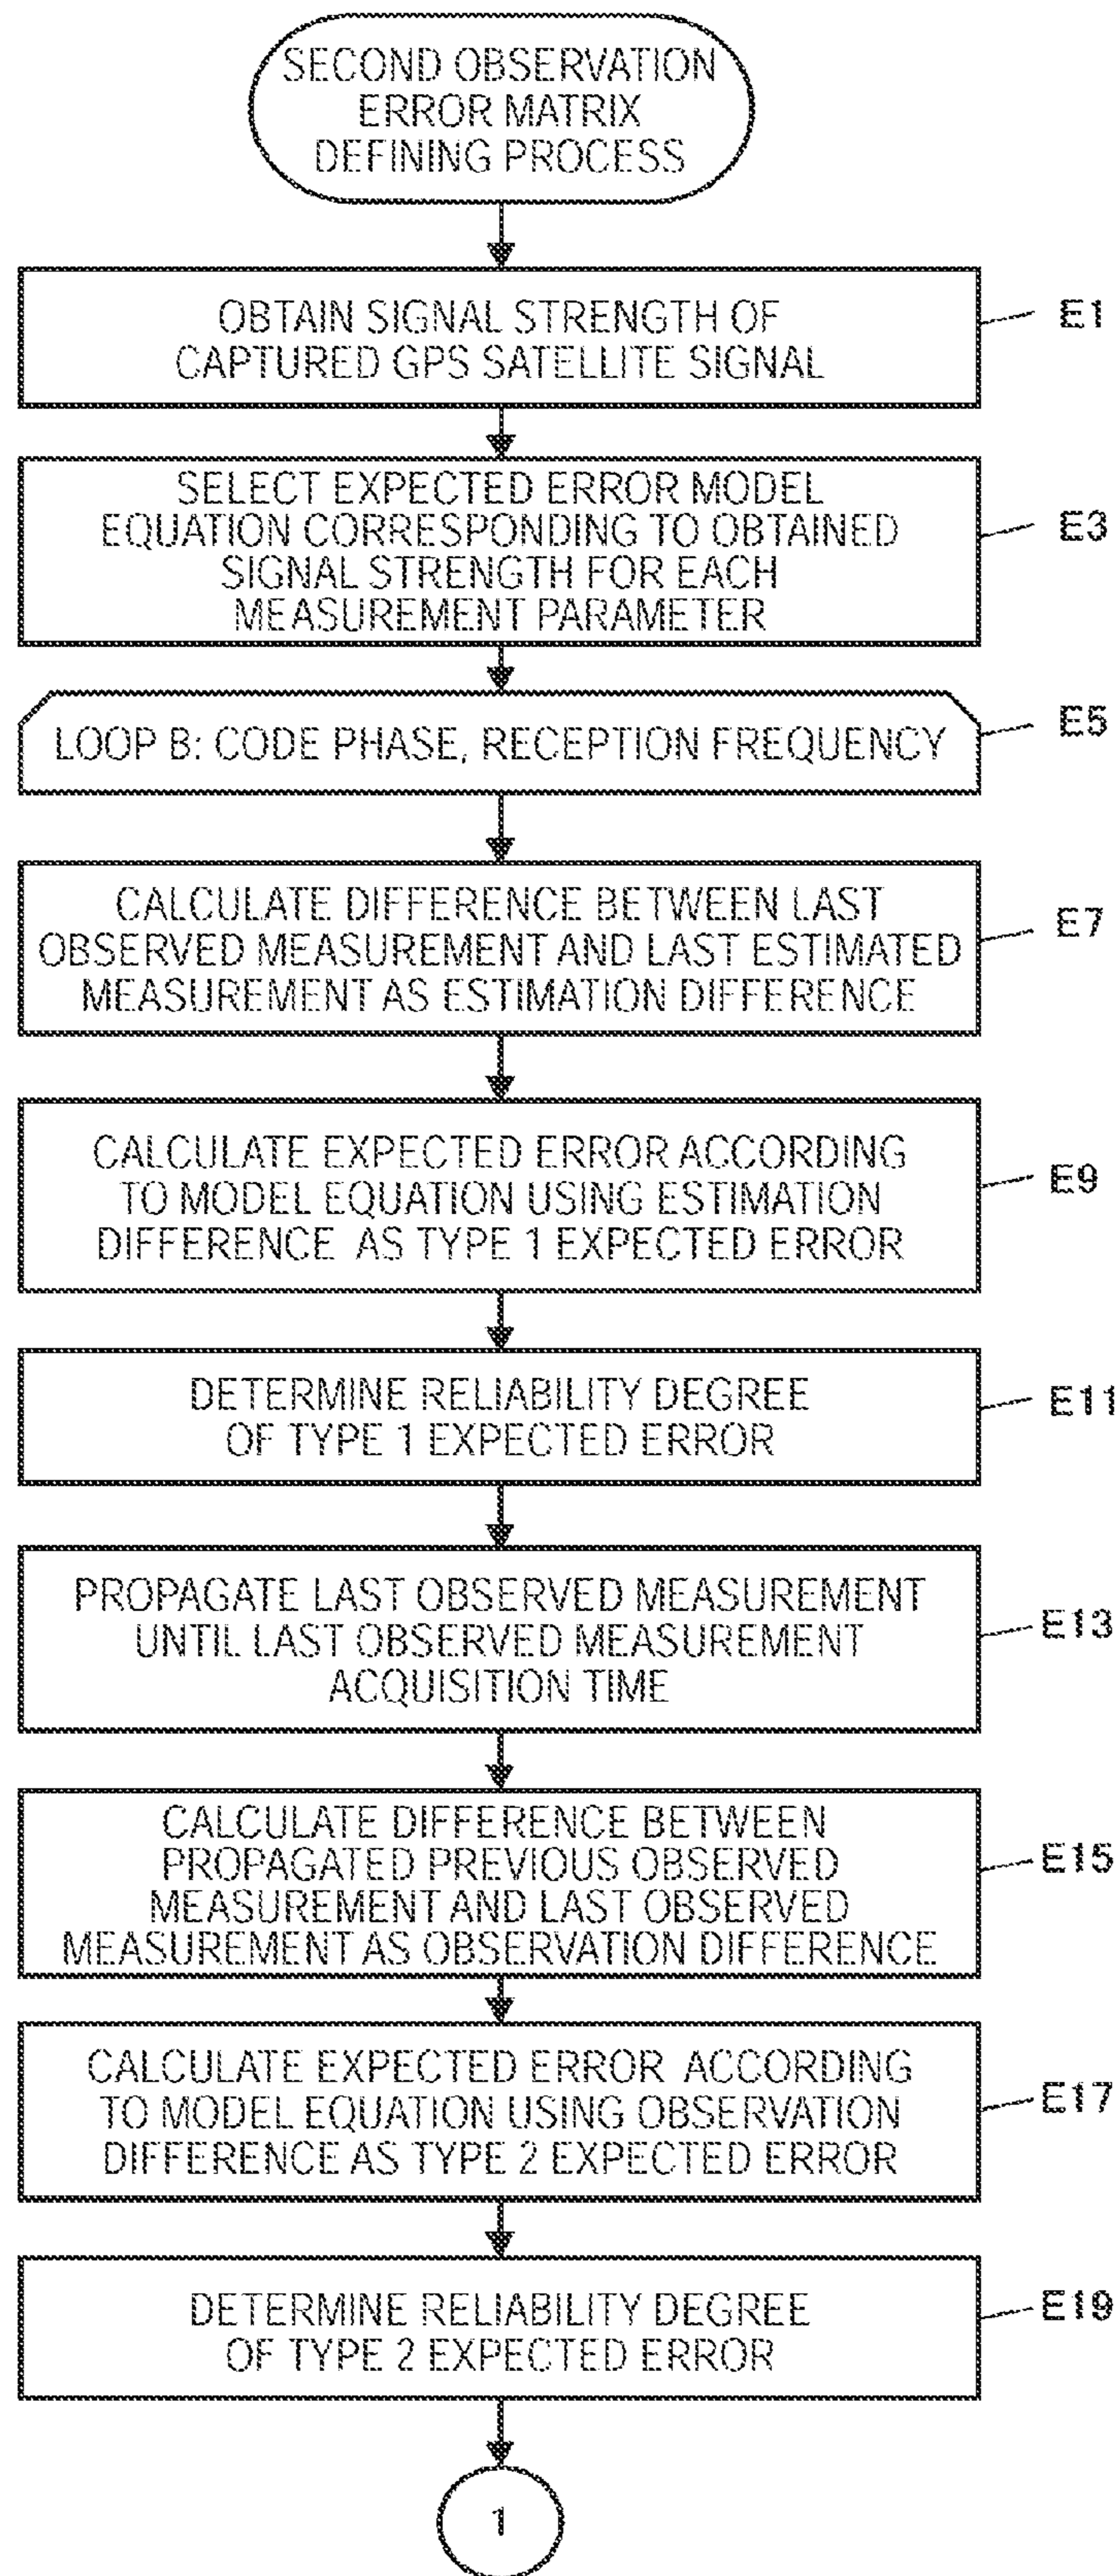 SECOND OBSERVATION
ERROR MATRIX
DEFINING PROCESS
OBTAIN SIGNAL STRENGTH OF
CAPTURED GPS SATELLITE SIGNAL
E1
SELECT EXPECTED ERROR MODEL
EQUATION CORRESPONDING TO OBTAINED
SIGNAL STRENGTH FOR EACH
MEASUREMENT PARAMETER
E3
LOOP B: CODE PHASE, RECEPTION FREQUENCY
E5
CALCULATE DIFFERENCE BETWEEN LAST
OBSERVED MEASUREMENT AND LAST ESTIMATED
MEASUREMENT AS ESTIMATION DIFFERENCE
E7
CALCULATE EXPECTED ERROR ACCORDING
TO MODEL EQUATION USING ESTIMATION
DIFFERENCE AS TYPE 1 EXPECTED ERROR
E9
DETERMINE RELIABILITY DEGREE
OF TYPE 1 EXPECTED ERROR
E11
PROPAGATE LAST OBSERVED MEASUREMENT
UNTIL LAST OBSERVED MEASUREMENT
ACQUISITION TIME
E13
CALCULATE DIFFERENCE BETWEEN
PROPAGATED PREVIOUS OBSERVED
MEASUREMENT AND LAST OBSERVED
MEASUREMENT AS OBSERVATION DIFFERENCE
E15
CALCULATE EXPECTED ERROR ACCORDING
TO MODEL EQUATION USING OBSERVATION
DIFFERENCE AS TYPE 2 EXPECTED ERROR
E17
DETERMINE RELIABILITY DEGREE
OF TYPE 2 EXPECTED ERROR
E19
1